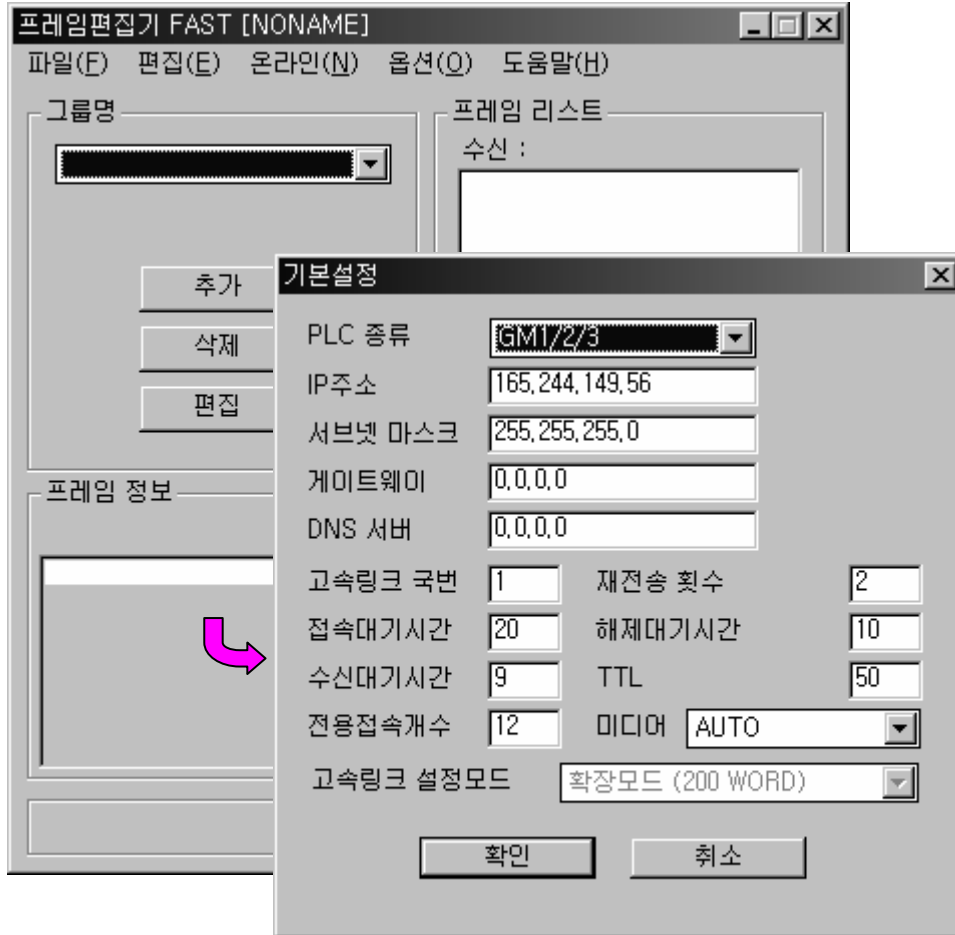 프레임편집기 FAST [NONAME]
파일(F) 편집(E) 온라인(N) 옵션(O) 도움말(H)
그룹명
프레임 리스트
수신 :
추가
삭제
편집
프레임 정보
기본설정
PLC 종류 GM1/2/3
IP주소 165,244,149,56
서브넷 마스크 255,255,255,0
게이트웨이 0,0,0,0
DNS 서버 0,0,0,0
고속링크 국번 1 재전송 횟수 2
접속대기시간 20 해제대기시간 10
수신대기시간 9 TTL 50
전용접속개수 12 미디어 AUTO
고속링크 설정모드 확장모드 (200 WORD)
확인 취소